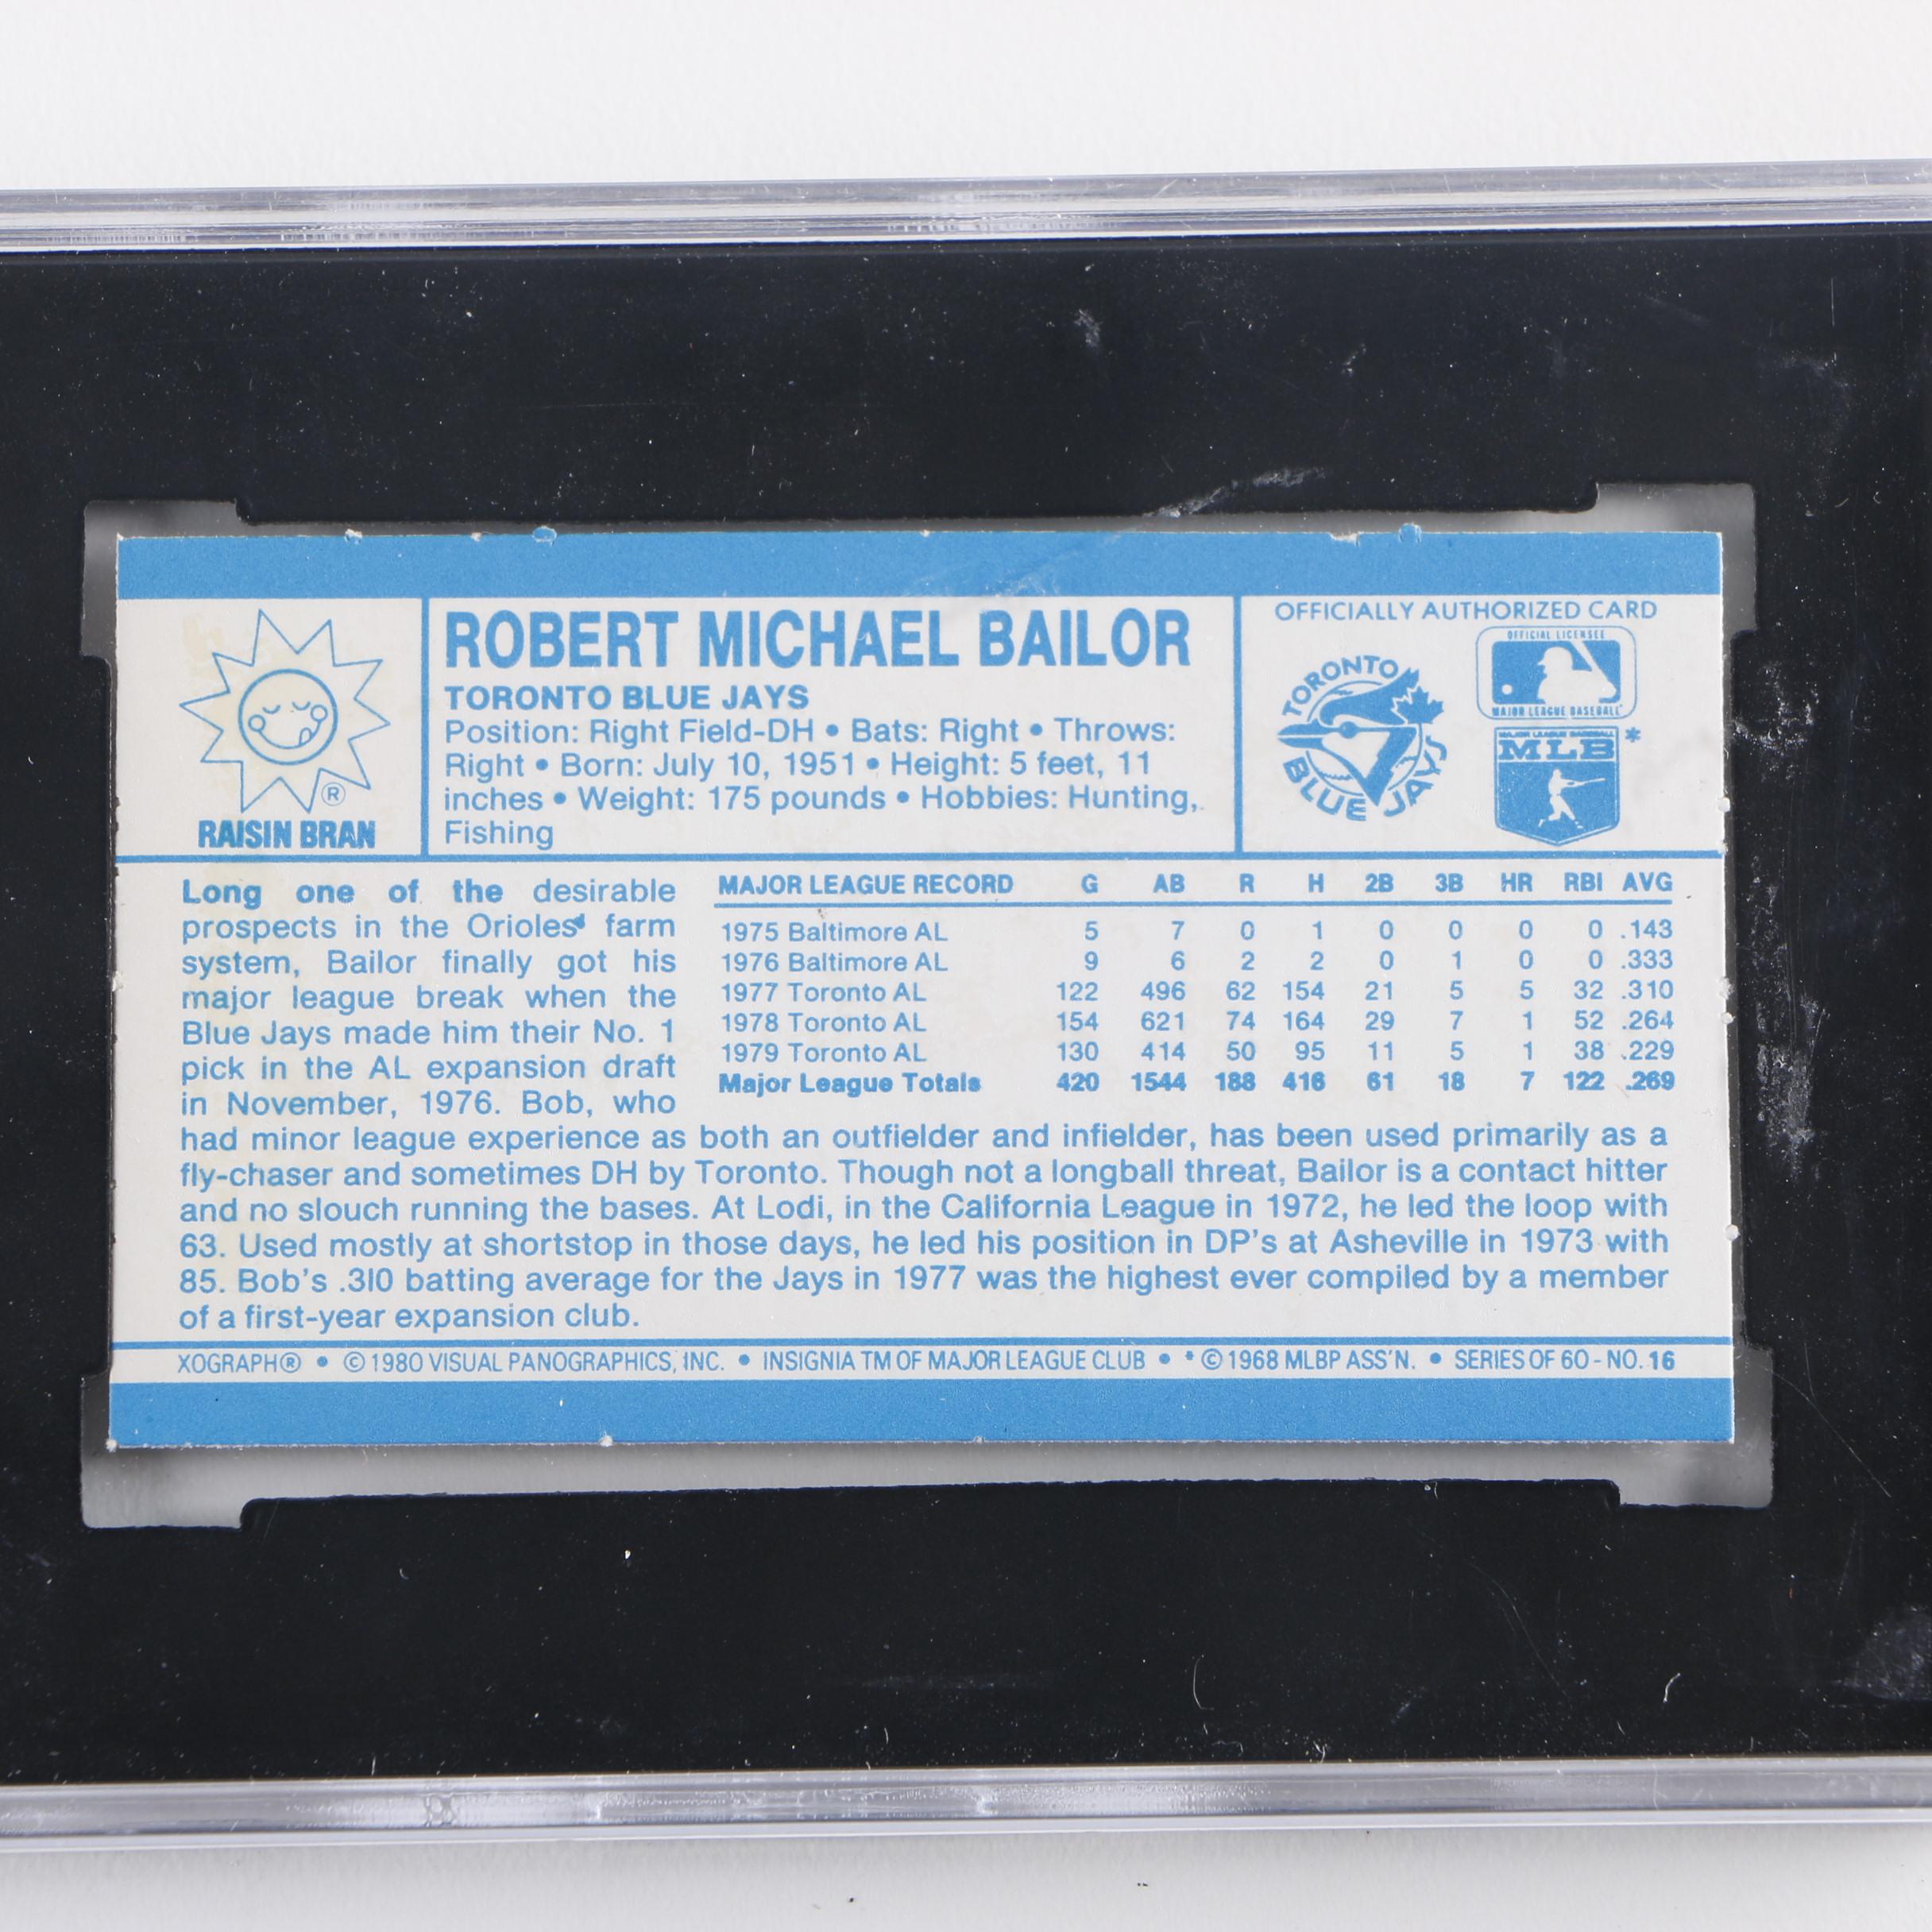 ROBERT MICHAEL BAILOR
TORONTO BLUE JAYS
Position: Right Field-DH • Bats: Right • Throws:
Right • Born: July 10, 1951 • Height: 5 feet, 11
inches • Weight: 175 pounds • Hobbies: Hunting,
Fishing
®
RAISIN BRAN
OFFICIALLY AUTHORIZED CARD
TORONTO
BLUE JAYS
OFFICIAL LICENSEE
MAJOR LEAGUE BASEBALL
MAJOR LEAGUE BASEBALL
MLB *
Long one of the desirable
prospects in the Orioles' farm
system, Bailor finally got his
major league break when the
Blue Jays made him their No. 1
pick in the AL expansion draft
in November, 1976. Bob, who
had minor league experience as both an outfielder and infielder, has been used primarily as a
fly-chaser and sometimes DH by Toronto. Though not a longball threat, Bailor is a contact hitter
and no slouch running the bases. At Lodi, in the California League in 1972, he led the loop with
63. Used mostly at shortstop in those days, he led his position in DP's at Asheville in 1973 with
85. Bob's .310 batting average for the Jays in 1977 was the highest ever compiled by a member
of a first-year expansion club.
MAJOR LEAGUE RECORD G AB R H 2B 3B HR RBI AVG
1975 Baltimore AL 5 7 0 1 0 0 0 0 .143
1976 Baltimore AL 9 6 2 2 0 1 0 0 .333
1977 Toronto AL 122 496 62 154 21 5 5 32 .310
1978 Toronto AL 154 621 74 164 29 7 1 52 .264
1979 Toronto AL 130 414 50 95 11 5 1 38 .229
Major League Totals 420 1544 188 416 61 18 7 122 .269
XOGRAPH® • © 1980 VISUAL PANOGRAPHICS, INC. • INSIGNIA TM OF MAJOR LEAGUE CLUB • * © 1968 MLBP ASS'N. • SERIES OF 60 - NO. 16